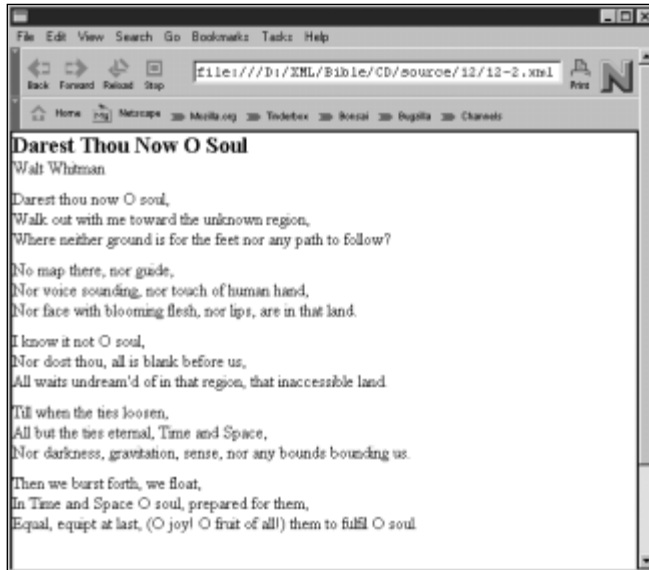 File Edit View Search Go Bookmarks Tasks Help
Back Forward Reload Stop
file:///D:/XML/Bible/CD/source/12/12-2.xml
Print
N
Home Netscape Mozilla.org Tinderbox Bonsai Bugzilla Channels
Darest Thou Now O Soul
Walt Whitman
Darest thou now O soul,
Walk out with me toward the unknown region,
Where neither ground is for the feet nor any path to follow?
No map there, nor guide,
Nor voice sounding, nor touch of human hand,
Nor face with blooming flesh, nor lips, are in that land.
I know it not O soul,
Nor dost thou, all is blank before us,
All waits undream'd of in that region, that inaccessible land.
Till when the ties loosen,
All but the ties eternal, Time and Space,
Nor darkness, gravitation, sense, nor any bounds bounding us.
Then we burst forth, we float,
In Time and Space O soul, prepared for them,
Equal, equipt at last, (O joy! O fruit of all!) them to fulfil O soul.